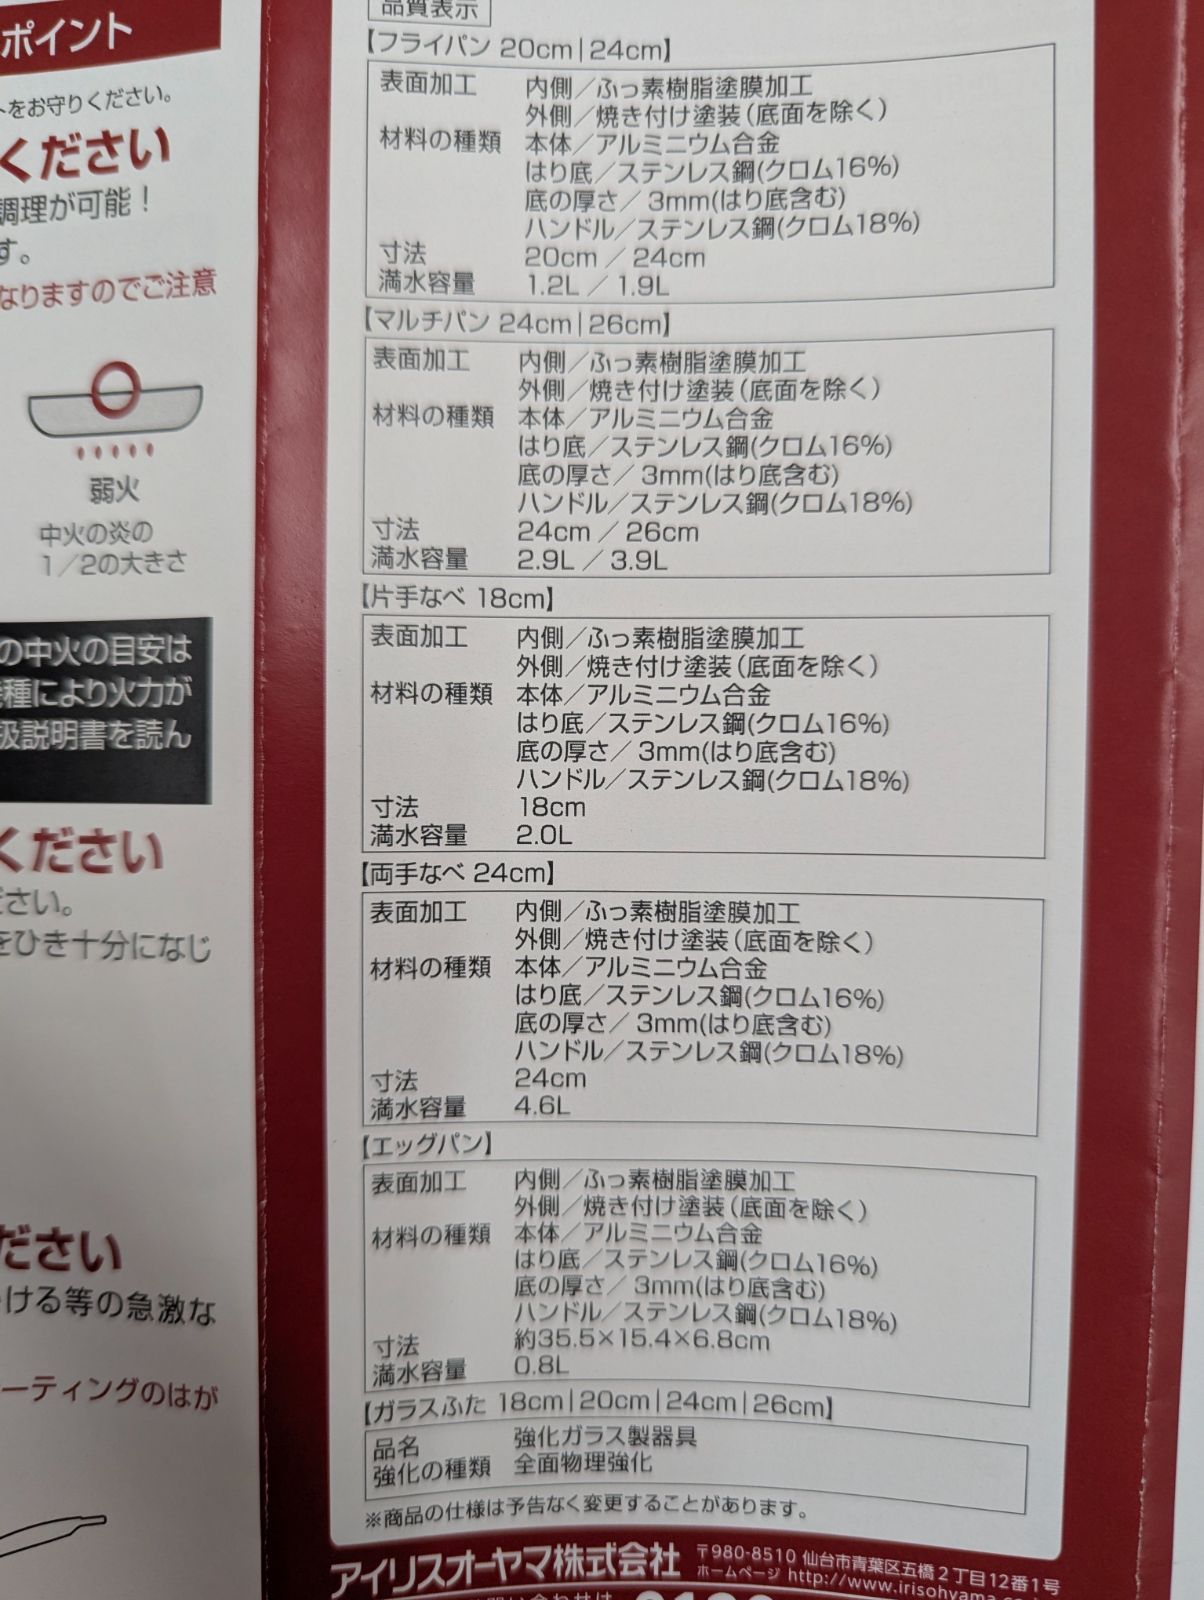 ポイント
をお守りください。
ください
調理が可能！
す。
なりますのでご注意
弱火
中火の炎の
1／2の大きさ
の中火の目安は
種により火力が
扱説明書を読ん
ください
さい。
をひき十分になじ
ださい
ける等の急激な
ーティングのはが
品質表示
【フライパン 20cm|24cm】
表面加工 内側／ふっ素樹脂塗膜加工
外側／焼き付け塗装（底面を除く）
材料の種類 本体／アルミニウム合金
はり底／ステンレス鋼(クロム16%)
底の厚さ／3mm(はり底含む)
ハンドル／ステンレス鋼(クロム18%)
寸法 20cm／24cm
満水容量 1.2L／1.9L
【マルチパン 24cm|26cm】
表面加工 内側／ふっ素樹脂塗膜加工
外側／焼き付け塗装（底面を除く）
材料の種類 本体／アルミニウム合金
はり底／ステンレス鋼(クロム16%)
底の厚さ／3mm(はり底含む)
ハンドル／ステンレス鋼(クロム18%)
寸法 24cm／26cm
満水容量 2.9L／3.9L
【片手なべ 18cm】
表面加工 内側／ふっ素樹脂塗膜加工
外側／焼き付け塗装（底面を除く）
材料の種類 本体／アルミニウム合金
はり底／ステンレス鋼(クロム16%)
底の厚さ／3mm(はり底含む)
ハンドル／ステンレス鋼(クロム18%)
寸法 18cm
満水容量 2.0L
【両手なべ 24cm】
表面加工 内側／ふっ素樹脂塗膜加工
外側／焼き付け塗装（底面を除く）
材料の種類 本体／アルミニウム合金
はり底／ステンレス鋼(クロム16%)
底の厚さ／3mm(はり底含む)
ハンドル／ステンレス鋼(クロム18%)
寸法 24cm
満水容量 4.6L
【エッグパン】
表面加工 内側／ふっ素樹脂塗膜加工
外側／焼き付け塗装（底面を除く）
材料の種類 本体／アルミニウム合金
はり底／ステンレス鋼(クロム16%)
底の厚さ／3mm(はり底含む)
ハンドル／ステンレス鋼(クロム18%)
寸法 約35.5×15.4×6.8cm
満水容量 0.8L
【ガラスふた 18cm|20cm|24cm|26cm】
品名 強化ガラス製器具
強化の種類 全面物理強化
※商品の仕様は予告なく変更することがあります。
アイリスオーヤマ株式会社 〒980-8510 仙台市青葉区五橋2丁目12番1号
ホームページ http://www.irisohyama.co